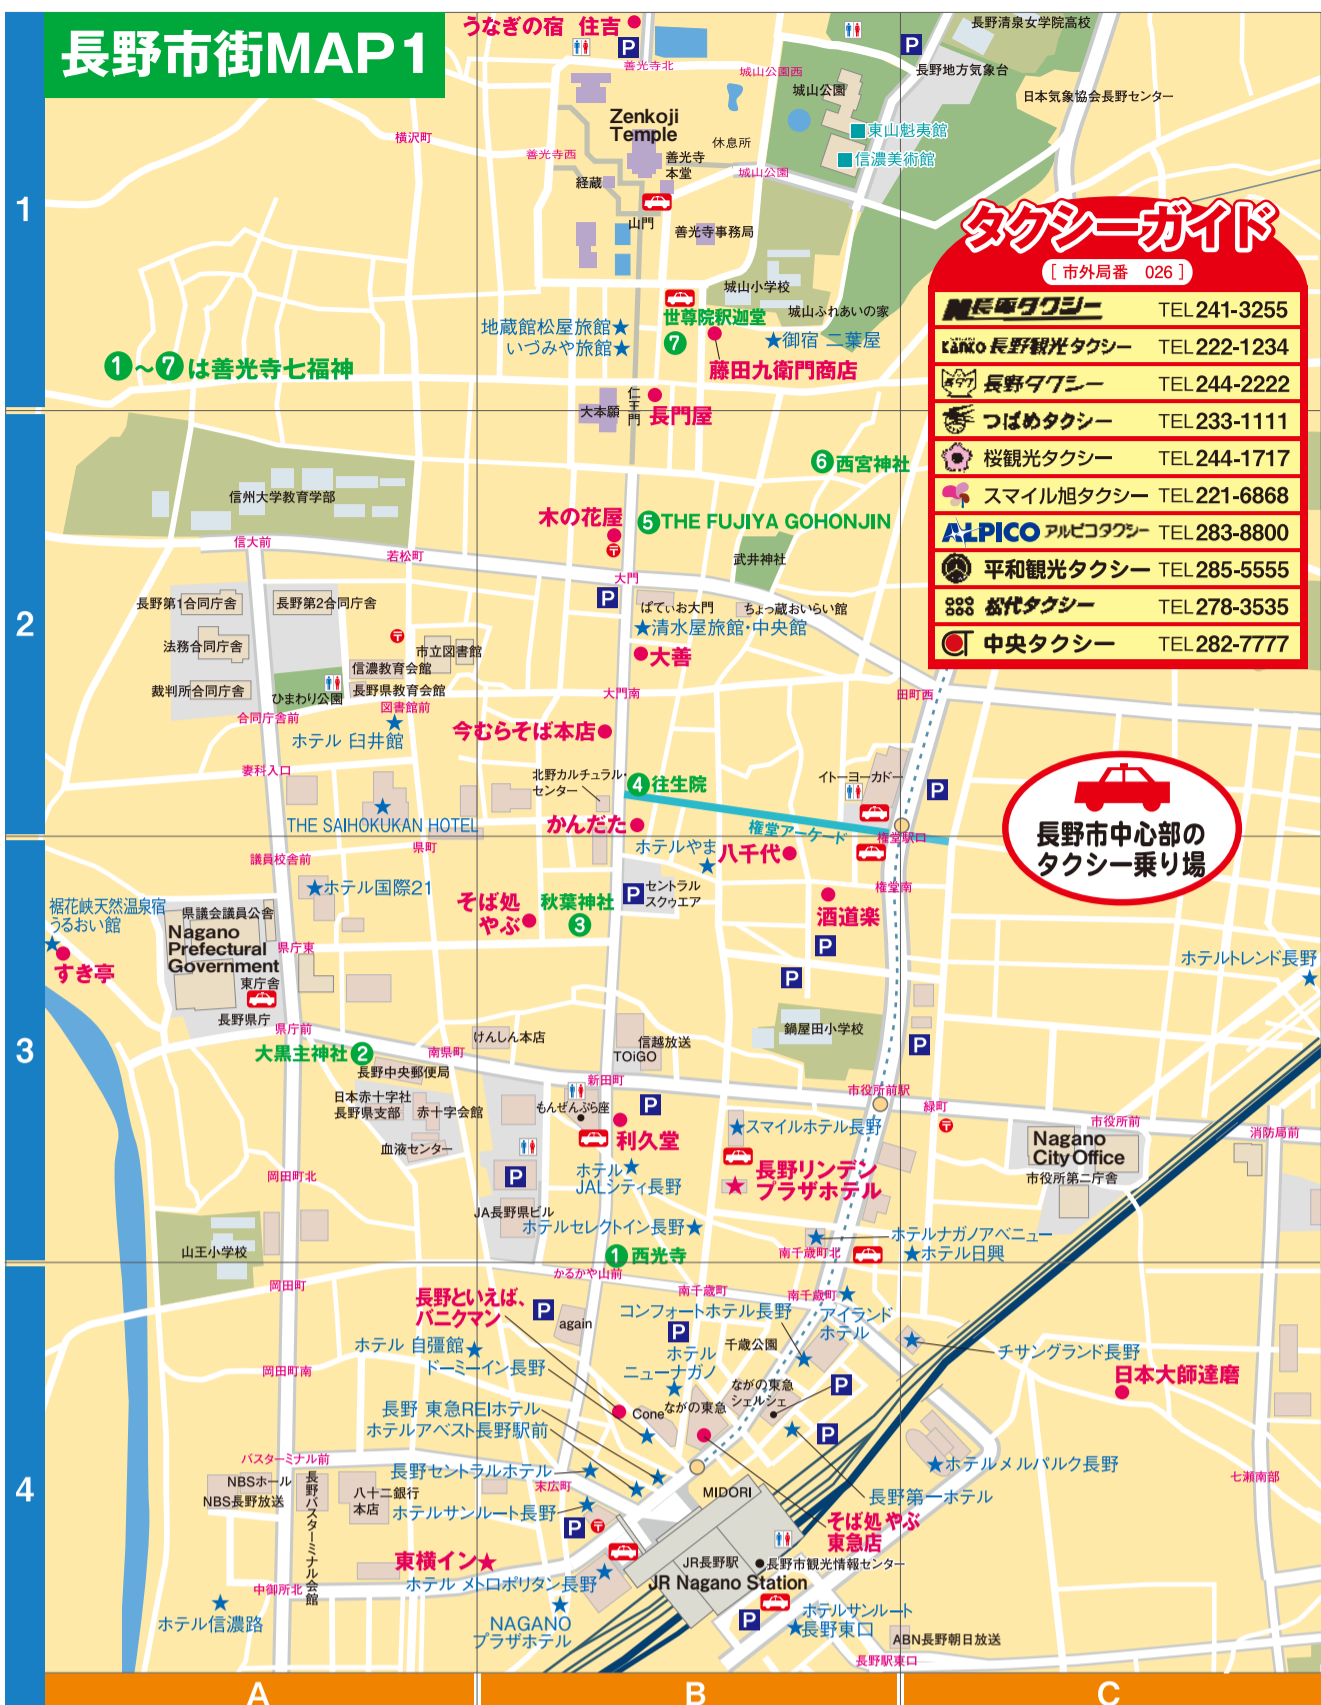 長野市街MAP1
うなぎの宿 住吉
P
善光寺北
城山公園西
城山公園
P
長野清泉女学院高校
長野地方気象台
日本気象協会長野センター
横沢町
Zenkoji
Temple
休息所
東山魁夷館
信濃美術館
善光寺西
善光寺
本堂
城山公園
経蔵
山門
善光寺事務局
1
城山小学校
城山ふれあいの家
世尊院釈迦堂
7
地蔵館松屋旅館★
いづみや旅館★
★御宿 二葉屋
藤田九衛門商店
1～7は善光寺七福神
大本願
仁王門
長門屋
タクシーガイド
[ 市外局番 026 ]
長電タクシー TEL 241-3255
KANKO 長野観光タクシー TEL 222-1234
長タク 長野タクシー TEL 244-2222
つばめタクシー TEL 233-1111
桜観光タクシー TEL 244-1717
スマイル旭タクシー TEL 221-6868
ALPICO アルピコタクシー TEL 283-8800
平和観光タクシー TEL 285-5555
松代タクシー TEL 278-3535
中央タクシー TEL 282-7777
6 西宮神社
信州大学教育学部
木の花屋
5 THE FUJIYA GOHONJIN
信大前
若松町
武井神社
大門
P
長野第1合同庁舎
長野第2合同庁舎
ぱてぃお大門
ちょっ蔵おいらい館
★清水屋旅館・中央館
2
法務合同庁舎
市立図書館
大善
信濃教育会館
裁判所合同庁舎
ひまわり公園
長野県教育会館
大門南
田町西
図書館前
合同庁舎前
ホテル 臼井館
今むらそば本店
妻科入口
北野カルチュラル・
センター
4 往生院
イトーヨーカドー
P
THE SAIHOKUKAN HOTEL
かんだた
権堂アーケード
権堂駅口
長野市中心部の
タクシー乗り場
議員校舎前
県町
ホテルやま
八千代
★ホテル国際21
P
セントラル
スクゥエア
権堂南
裾花峡天然温泉宿
うるおい館
県議会議員公舎
そば処
やぶ
秋葉神社
3
酒道楽
Nagano
Prefectural
Government
県庁東
P
すき亭
東庁舎
P
ホテルトレンド長野
長野県庁
県庁前
けんしん本店
信越放送
TOiGO
鍋屋田小学校
3
大黒主神社 2
南県町
P
長野中央郵便局
新田町
市役所前駅
日本赤十字社
長野県支部
赤十字会館
もんぜんぷら座
P
緑町
市役所前
消防局前
利久堂
★スマイルホテル長野
Nagano
City Office
血液センター
P
ホテル★
JALシティ長野
長野リンデン
プラザホテル
市役所第二庁舎
岡田町北
JA長野県ビル
ホテルセレクトイン長野★
ホテルナガノアベニュー
★ホテル日興
山王小学校
1 西光寺
南千歳町北
かるかや山前
岡田町
南千歳町
南千歳町
長野といえば、
バニクマン
P
again
コンフォートホテル長野
アイランド
ホテル
P
千歳公園
ホテル 自彊館
ドーミーイン長野
ホテル
ニューナガノ
チサングランド長野
岡田町南
ながの東急
シェルシェ
P
日本大師達磨
長野 東急REIホテル
ホテルアベスト長野駅前
Cone
ながの東急
P
バスターミナル前
長野セントラルホテル
★ホテルメルパルク長野
七瀬南部
NBSホール
NBS長野放送
長野バスターミナル会館
八十二銀行
本店
末広町
MIDORI
長野第一ホテル
ホテルサンルート長野
P
そば処 やぶ
東急店
4
東横イン★
JR長野駅
長野市観光情報センター
JR Nagano Station
中御所北
ホテル メトロポリタン長野
P
ホテル信濃路
NAGANO
プラザホテル
ホテルサンルート
長野東口
ABN長野朝日放送
長野駅東口
A
B
C